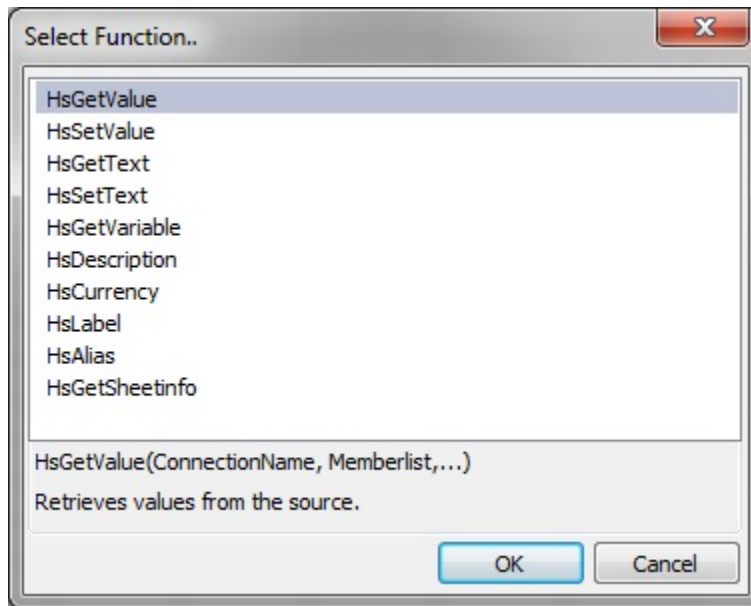 Select Function..
HsGetValue
HsSetValue
HsGetText
HsSetText
HsGetVariable
HsDescription
HsCurrency
HsLabel
HsAlias
HsGetSheetinfo
HsGetValue(ConnectionName, Memberlist,...)
Retrieves values from the source.
OK Cancel